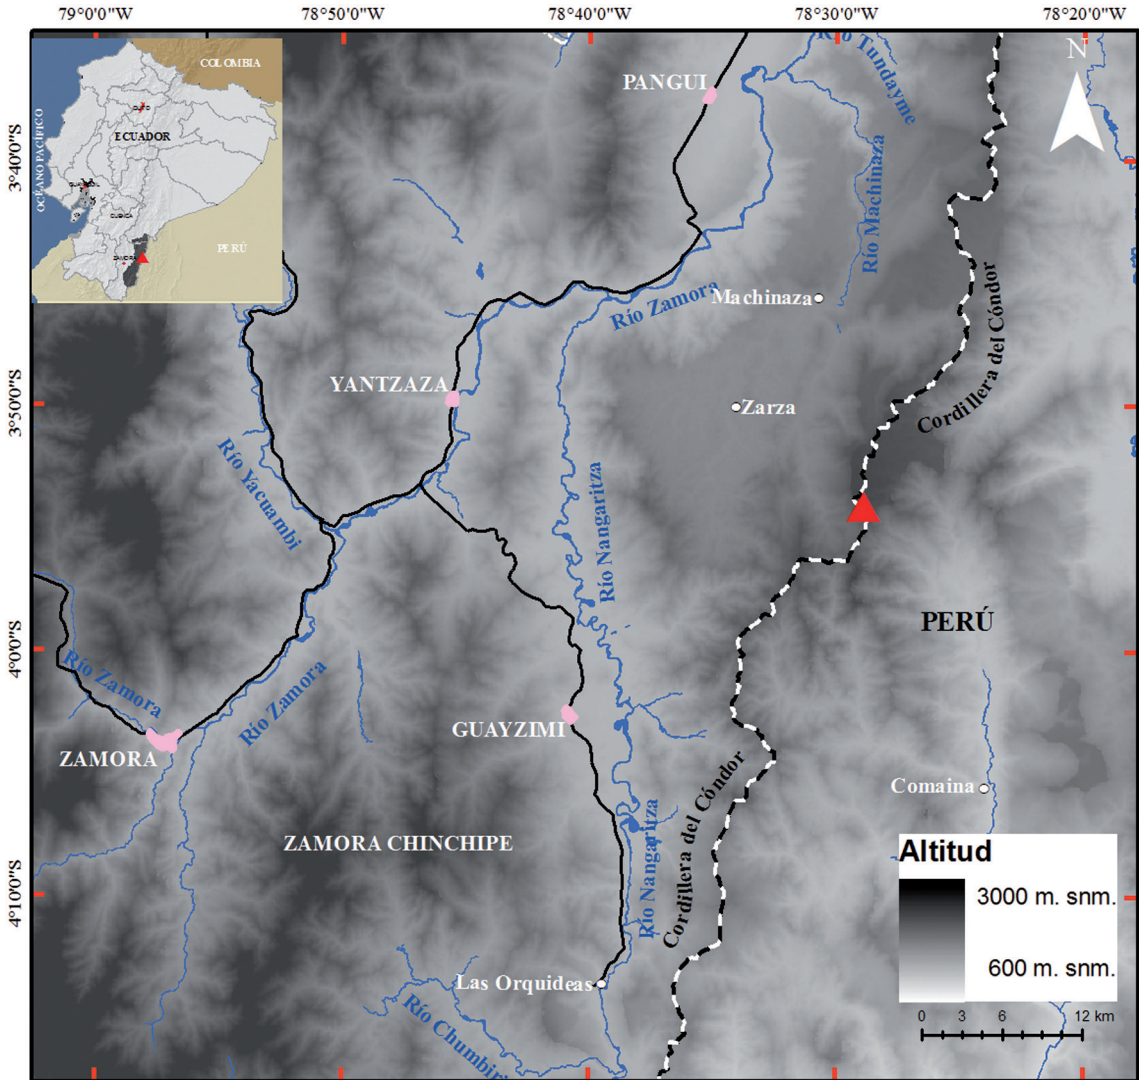 79°0'0"W
78°50'0"W
78°40'0"W
78°30'0"W
78°20'0"W
COLOMBIA
QUITO
ECUADOR
OCÉANO PACÍFICO
CUENCA
ZAMORA
PERÚ
PANGUI
Río Tundayme
N
3°40'0"S
Río Machinaza
Río Zamora
Machinaza
Cordillera del Cóndor
YANTZAZA
3°50'0"S
Zarza
Río Yacuambi
Río Nangaritza
PERÚ
4°0'0"S
Río Zamora
Río Zamora
GUAYZIMI
ZAMORA
Cordillera del Cóndor
Comaina
ZAMORA CHINCHIPE
Río Nangaritza
4°10'0"S
Altitud
3000 m. snm.
600 m. snm.
Las Orquideas
Río Chumbiri
0 3 6 12 km